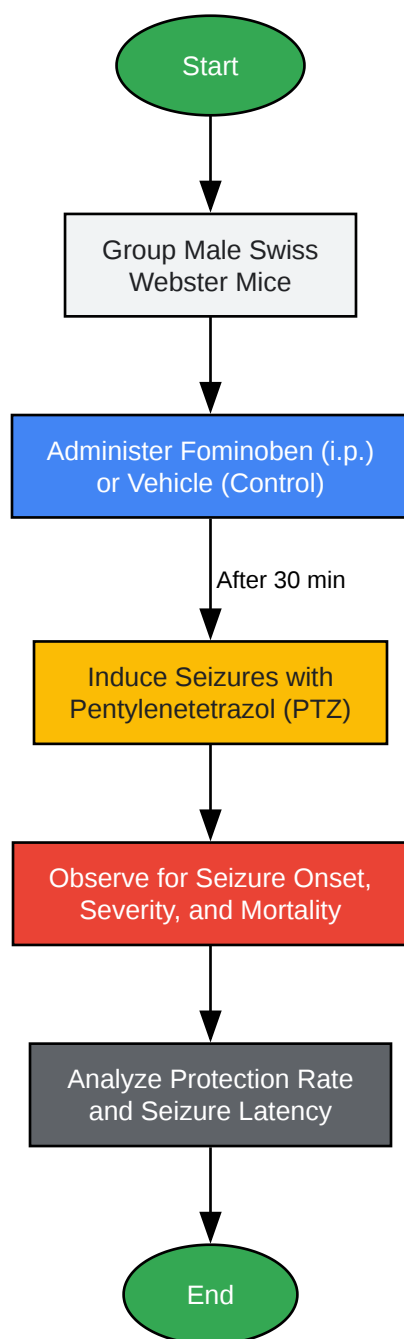 Start
Group Male Swiss
Webster Mice
Administer Fominoben (i.p.)
or Vehicle (Control)
After 30 min
Induce Seizures with
Pentylenetetrazol (PTZ)
Observe for Seizure Onset,
Severity, and Mortality
Analyze Protection Rate
and Seizure Latency
End